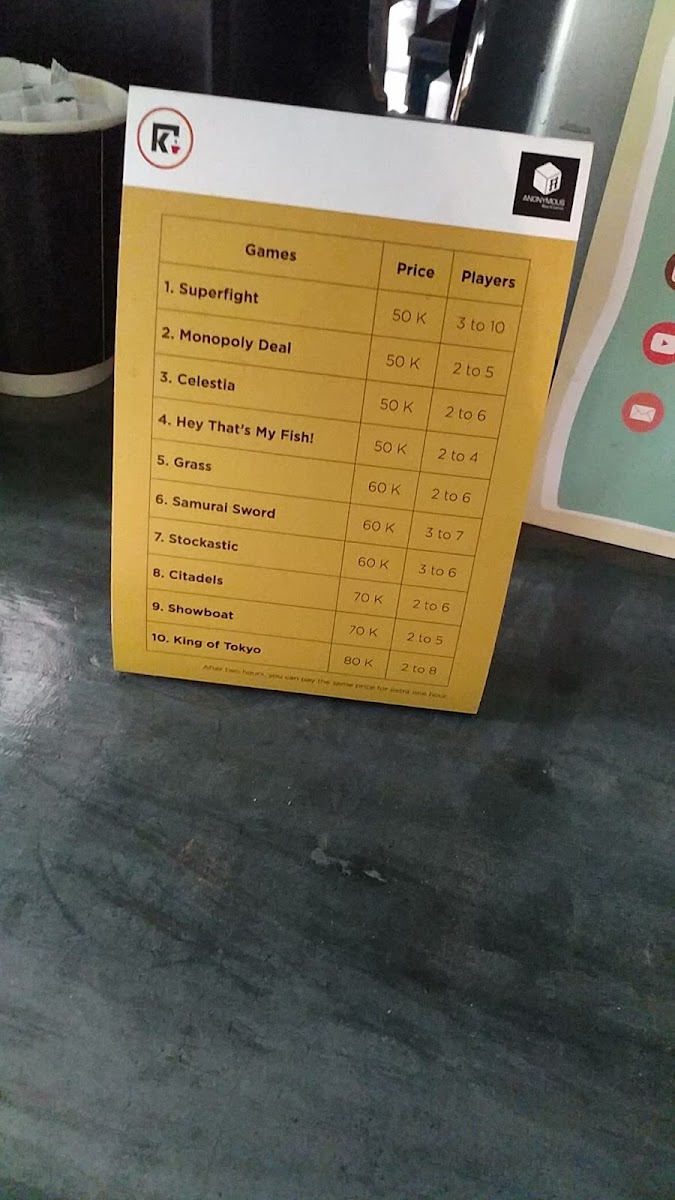 K
ANONYMOUS
Games Price Players
1. Superfight 50 K 3 to 10
2. Monopoly Deal 50 K 2 to 5
3. Celestia 50 K 2 to 6
4. Hey That's My Fish! 50 K 2 to 4
5. Grass 60 K 2 to 6
6. Samurai Sword 60 K 3 to 7
7. Stockastic 60 K 3 to 6
8. Citadels 70 K 2 to 6
9. Showboat 70 K 2 to 5
10. King of Tokyo 80 K 2 to 8
After two hours, you can pay the same price for extra one hour